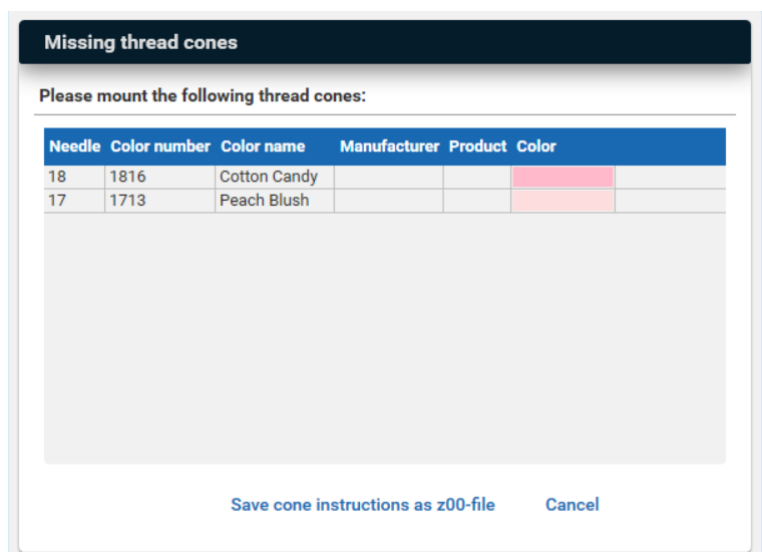 Missing thread cones
Please mount the following thread cones:
Needle Color number Color name Manufacturer Product Color
18 1816 Cotton Candy
17 1713 Peach Blush
Save cone instructions as z00-file Cancel